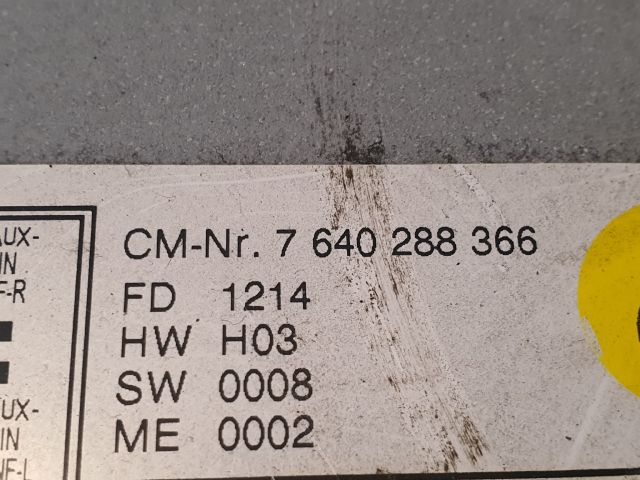 AUX-
IN
F-R
CM-Nr. 7 640 288 366
FD 1214
HW H03
SW 0008
ME 0002
AUX-
IN
NF-L